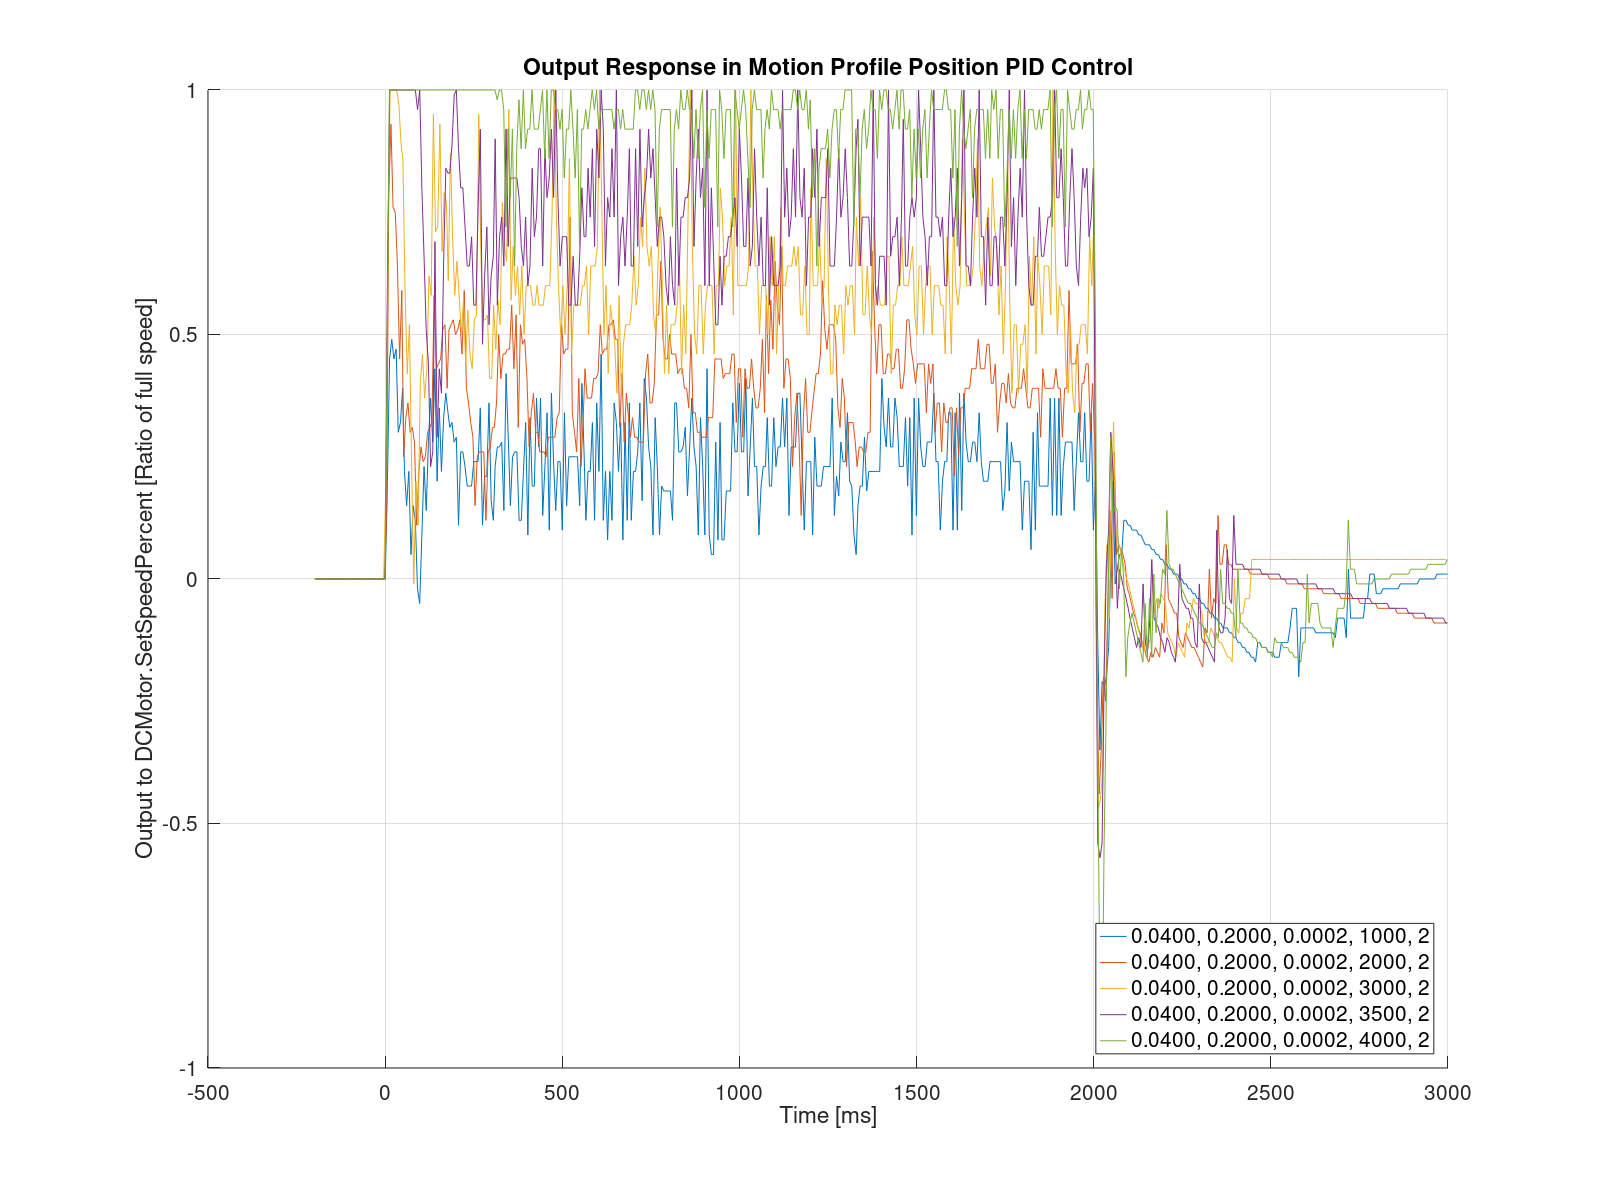 Output Response in Motion Profile Position PID Control
Output to DCMotor.SetSpeedPercent [Ratio of full speed]
1
0.5
0
-0.5
-1
-500
0
500
1000
1500
2000
2500
3000
Time [ms]
0.0400, 0.2000, 0.0002, 1000, 2
0.0400, 0.2000, 0.0002, 2000, 2
0.0400, 0.2000, 0.0002, 3000, 2
0.0400, 0.2000, 0.0002, 3500, 2
0.0400, 0.2000, 0.0002, 4000, 2